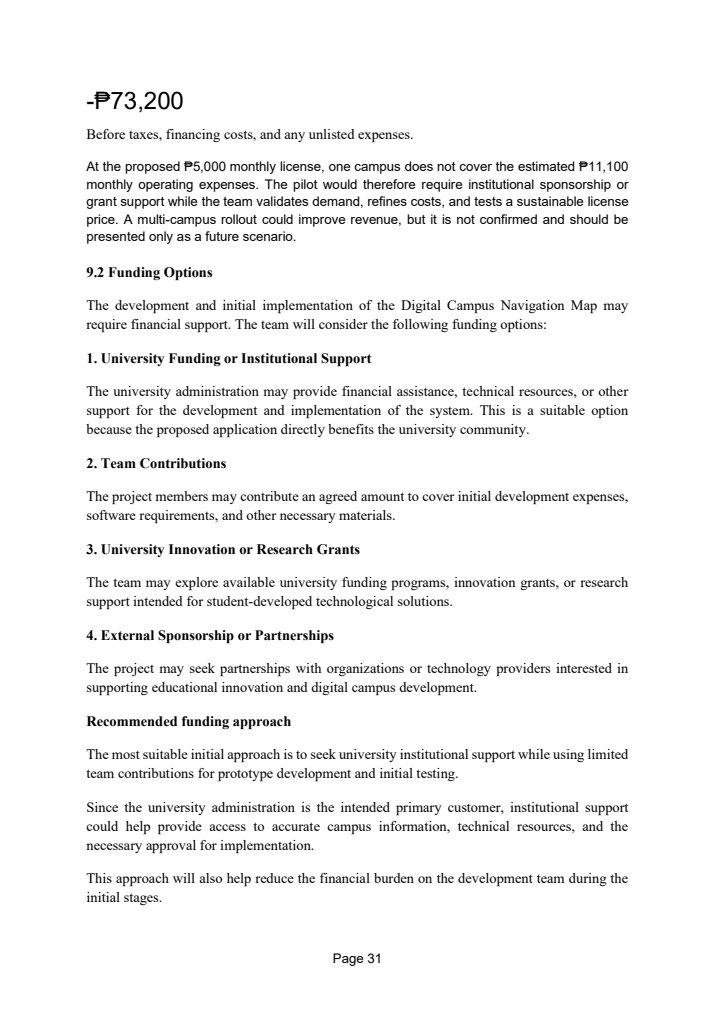 -₱73,200
Before taxes, financing costs, and any unlisted expenses.
At the proposed ₱5,000 monthly license, one campus does not cover the estimated ₱11,100
monthly operating expenses. The pilot would therefore require institutional sponsorship or
grant support while the team validates demand, refines costs, and tests a sustainable license
price. A multi-campus rollout could improve revenue, but it is not confirmed and should be
presented only as a future scenario.
9.2 Funding Options
The development and initial implementation of the Digital Campus Navigation Map may
require financial support. The team will consider the following funding options:
1. University Funding or Institutional Support
The university administration may provide financial assistance, technical resources, or other
support for the development and implementation of the system. This is a suitable option
because the proposed application directly benefits the university community.
2. Team Contributions
The project members may contribute an agreed amount to cover initial development expenses,
software requirements, and other necessary materials.
3. University Innovation or Research Grants
The team may explore available university funding programs, innovation grants, or research
support intended for student-developed technological solutions.
4. External Sponsorship or Partnerships
The project may seek partnerships with organizations or technology providers interested in
supporting educational innovation and digital campus development.
Recommended funding approach
The most suitable initial approach is to seek university institutional support while using limited
team contributions for prototype development and initial testing.
Since the university administration is the intended primary customer, institutional support
could help provide access to accurate campus information, technical resources, and the
necessary approval for implementation.
This approach will also help reduce the financial burden on the development team during the
initial stages.
Page 31